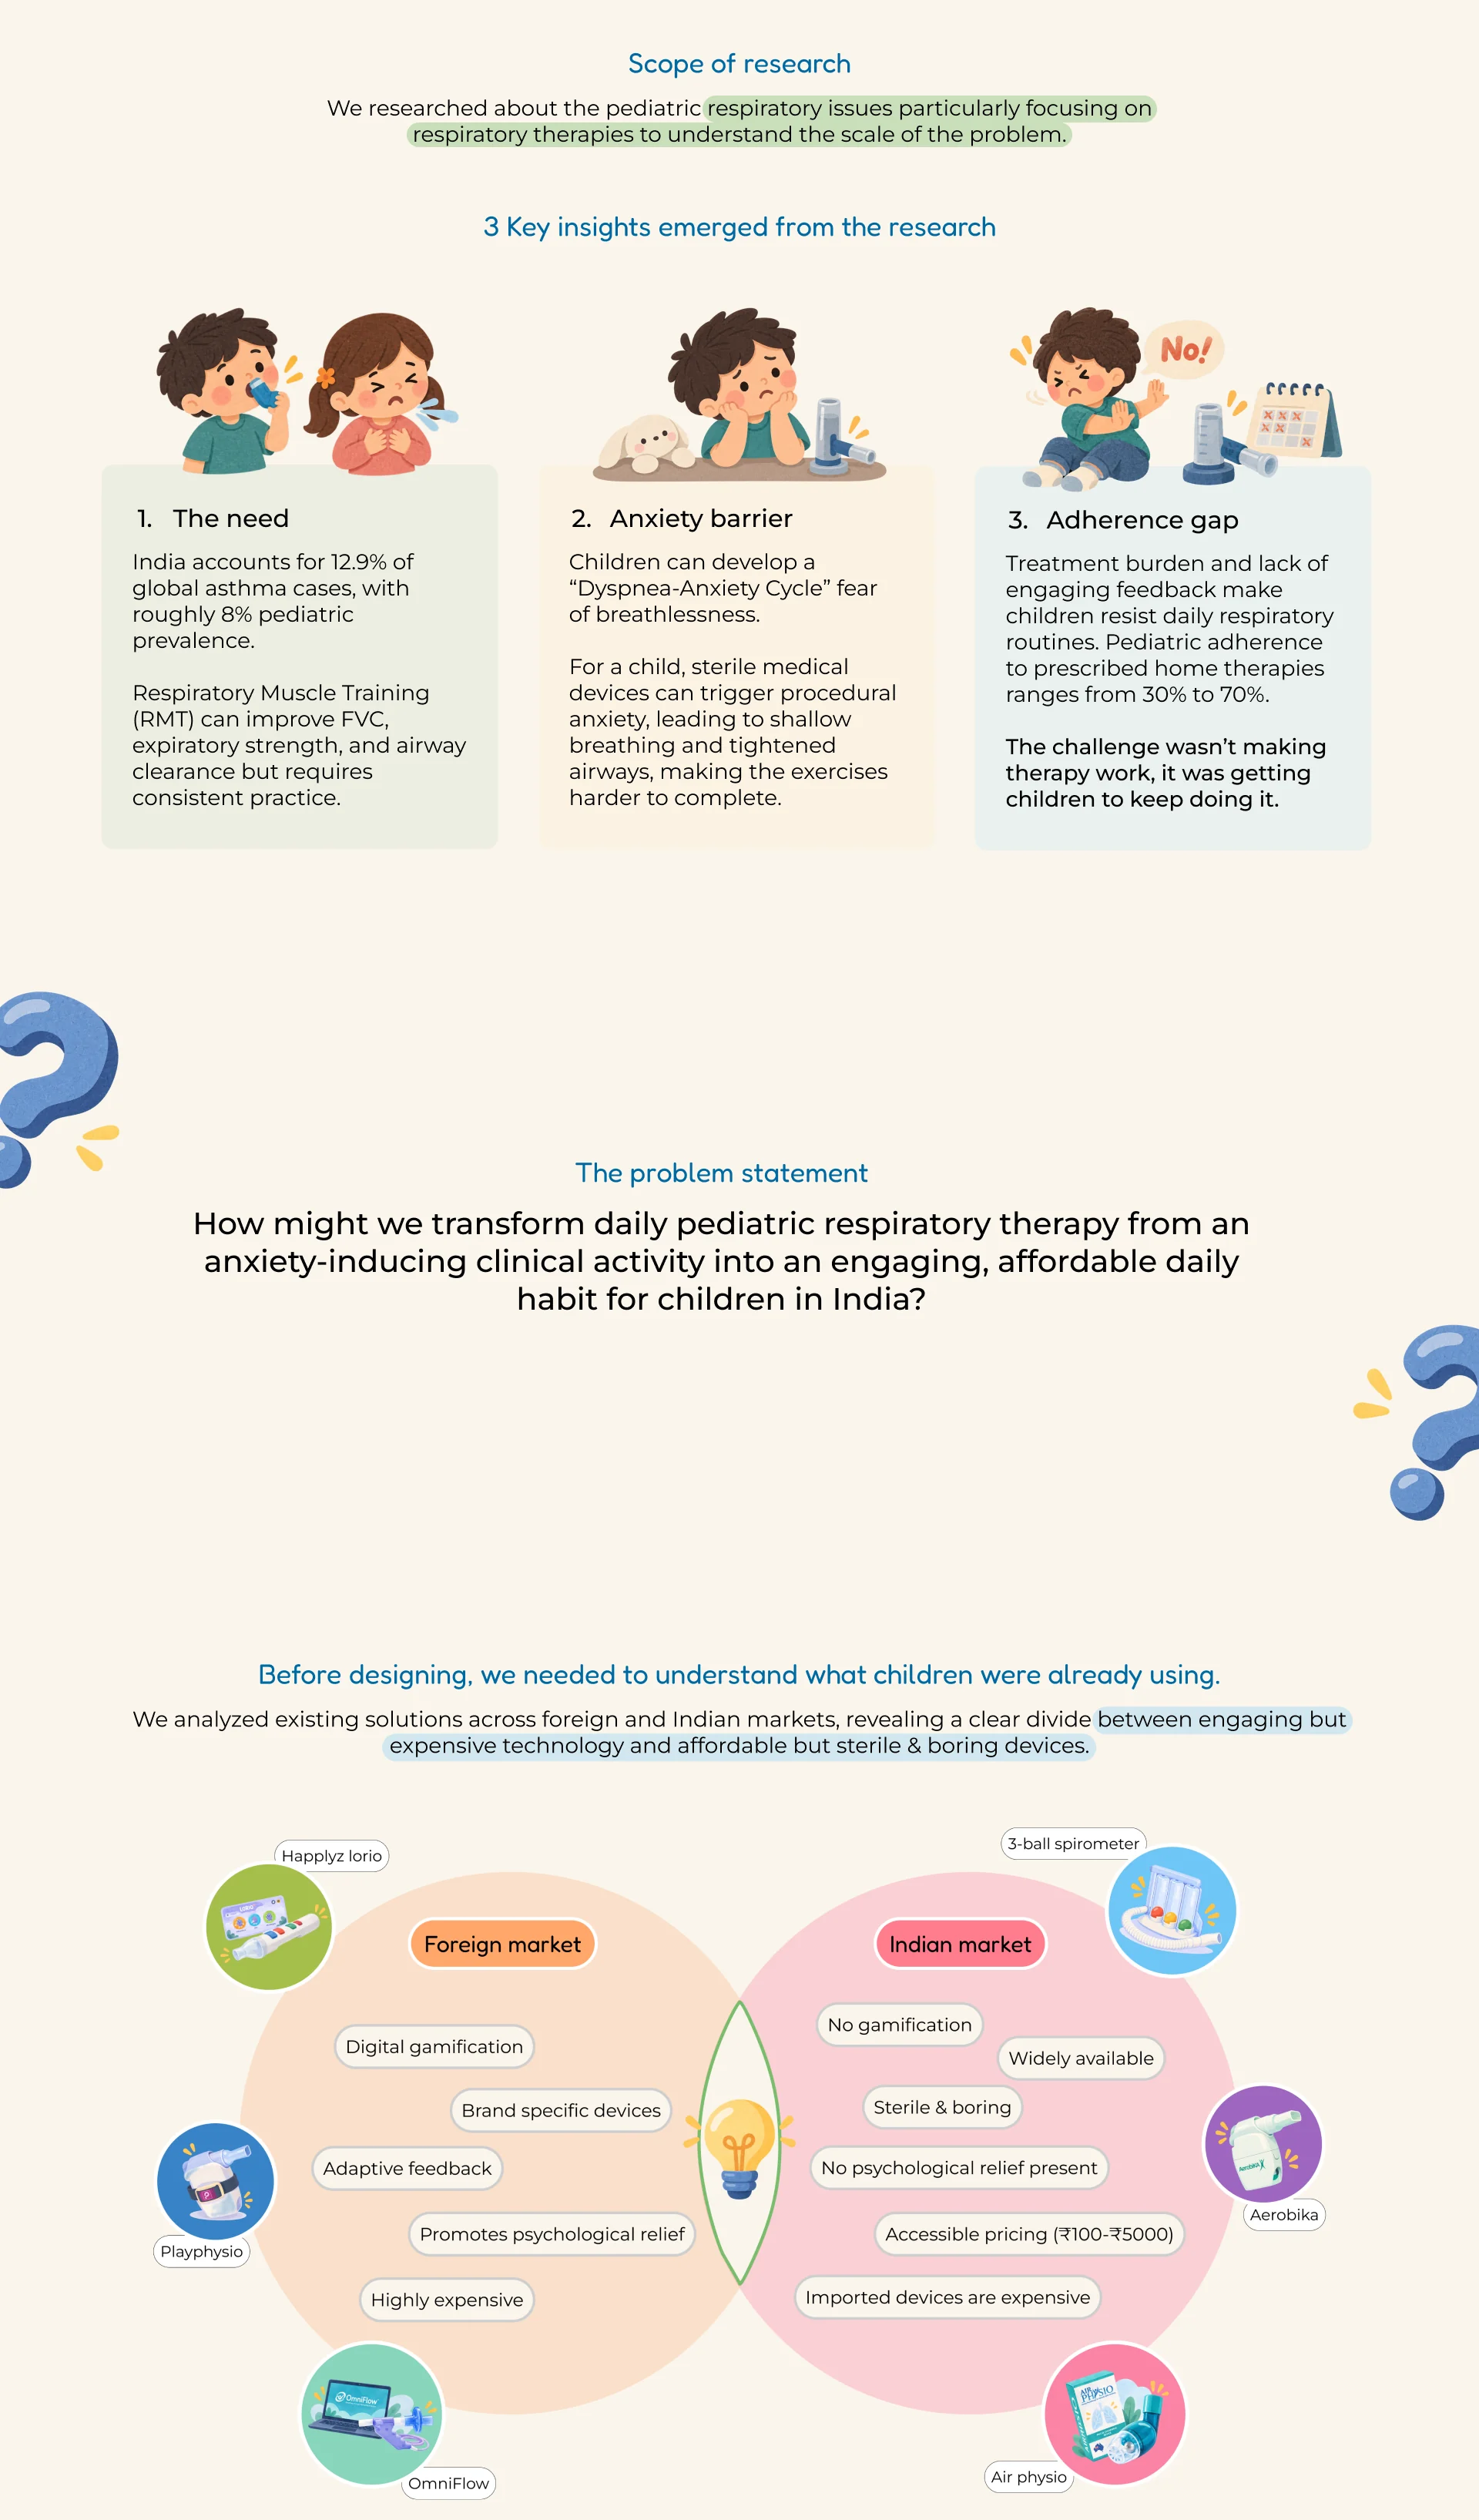 Scope of research
We researched about the pediatric respiratory issues particularly focusing on
respiratory therapies to understand the scale of the problem.
3 Key insights emerged from the research
No!
1. The need
India accounts for 12.9% of
global asthma cases, with
roughly 8% pediatric
prevalence.
Respiratory Muscle Training
(RMT) can improve FVC,
expiratory strength, and airway
clearance but requires
consistent practice.
2. Anxiety barrier
Children can develop a
“Dyspnea-Anxiety Cycle” fear
of breathlessness.
For a child, sterile medical
devices can trigger procedural
anxiety, leading to shallow
breathing and tightened
airways, making the exercises
harder to complete.
3. Adherence gap
Treatment burden and lack of
engaging feedback make
children resist daily respiratory
routines. Pediatric adherence
to prescribed home therapies
ranges from 30% to 70%.
The challenge wasn’t making
therapy work, it was getting
children to keep doing it.
The problem statement
How might we transform daily pediatric respiratory therapy from an
anxiety-inducing clinical activity into an engaging, affordable daily
habit for children in India?
Before designing, we needed to understand what children were already using.
We analyzed existing solutions across foreign and Indian markets, revealing a clear divide between engaging but
expensive technology and affordable but sterile & boring devices.
Happlyz lorio
Foreign market
Digital gamification
Brand specific devices
Adaptive feedback
Promotes psychological relief
Highly expensive
Playphysio
OmniFlow
OmniFlow
3-ball spirometer
Indian market
No gamification
Widely available
Sterile & boring
No psychological relief present
Accessible pricing (₹100-₹5000)
Imported devices are expensive
Aerobika
Aerobika
AIR
PHYSIO
Air physio